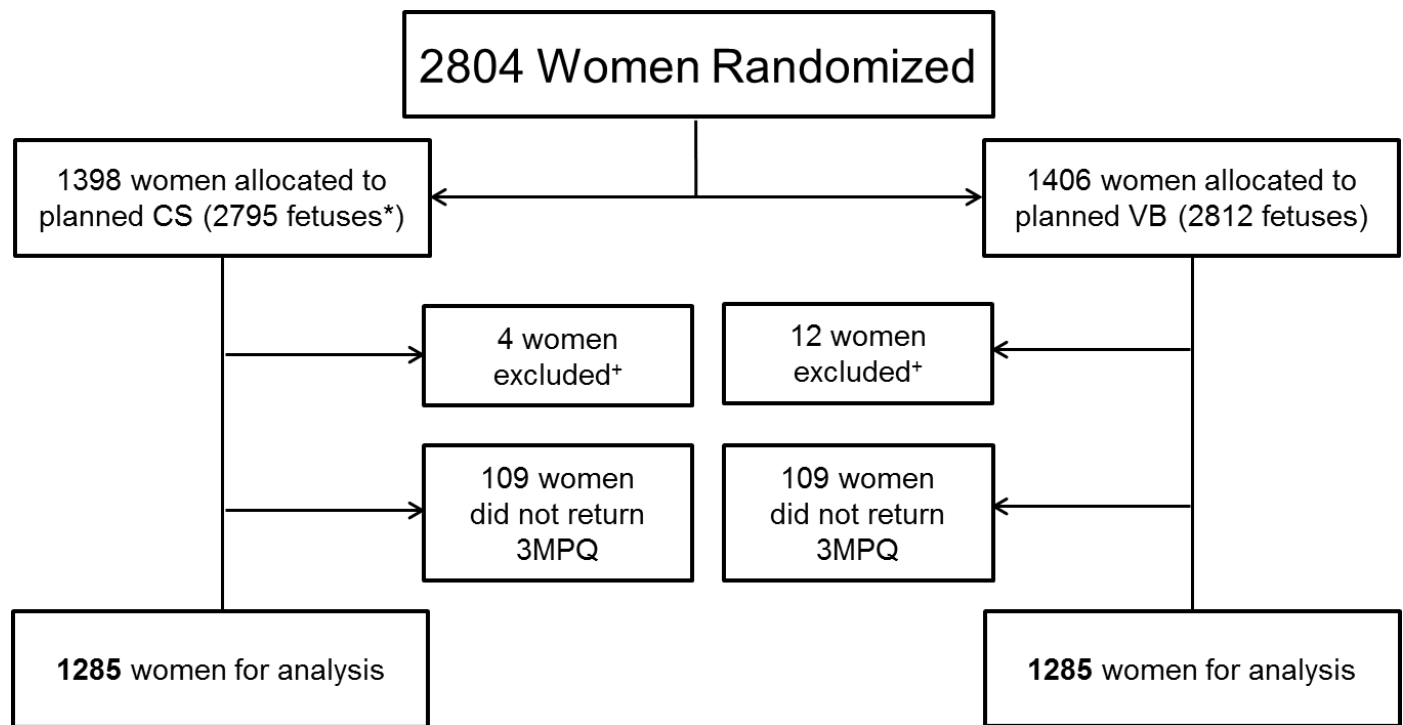 2804 Women Randomized
1398 women allocated to
planned CS (2795 fetuses*)
1406 women allocated to
planned VB (2812 fetuses)
4 women
excluded⁺
12 women
excluded⁺
109 women
did not return
3MPQ
109 women
did not return
3MPQ
1285 women for analysis
1285 women for analysis